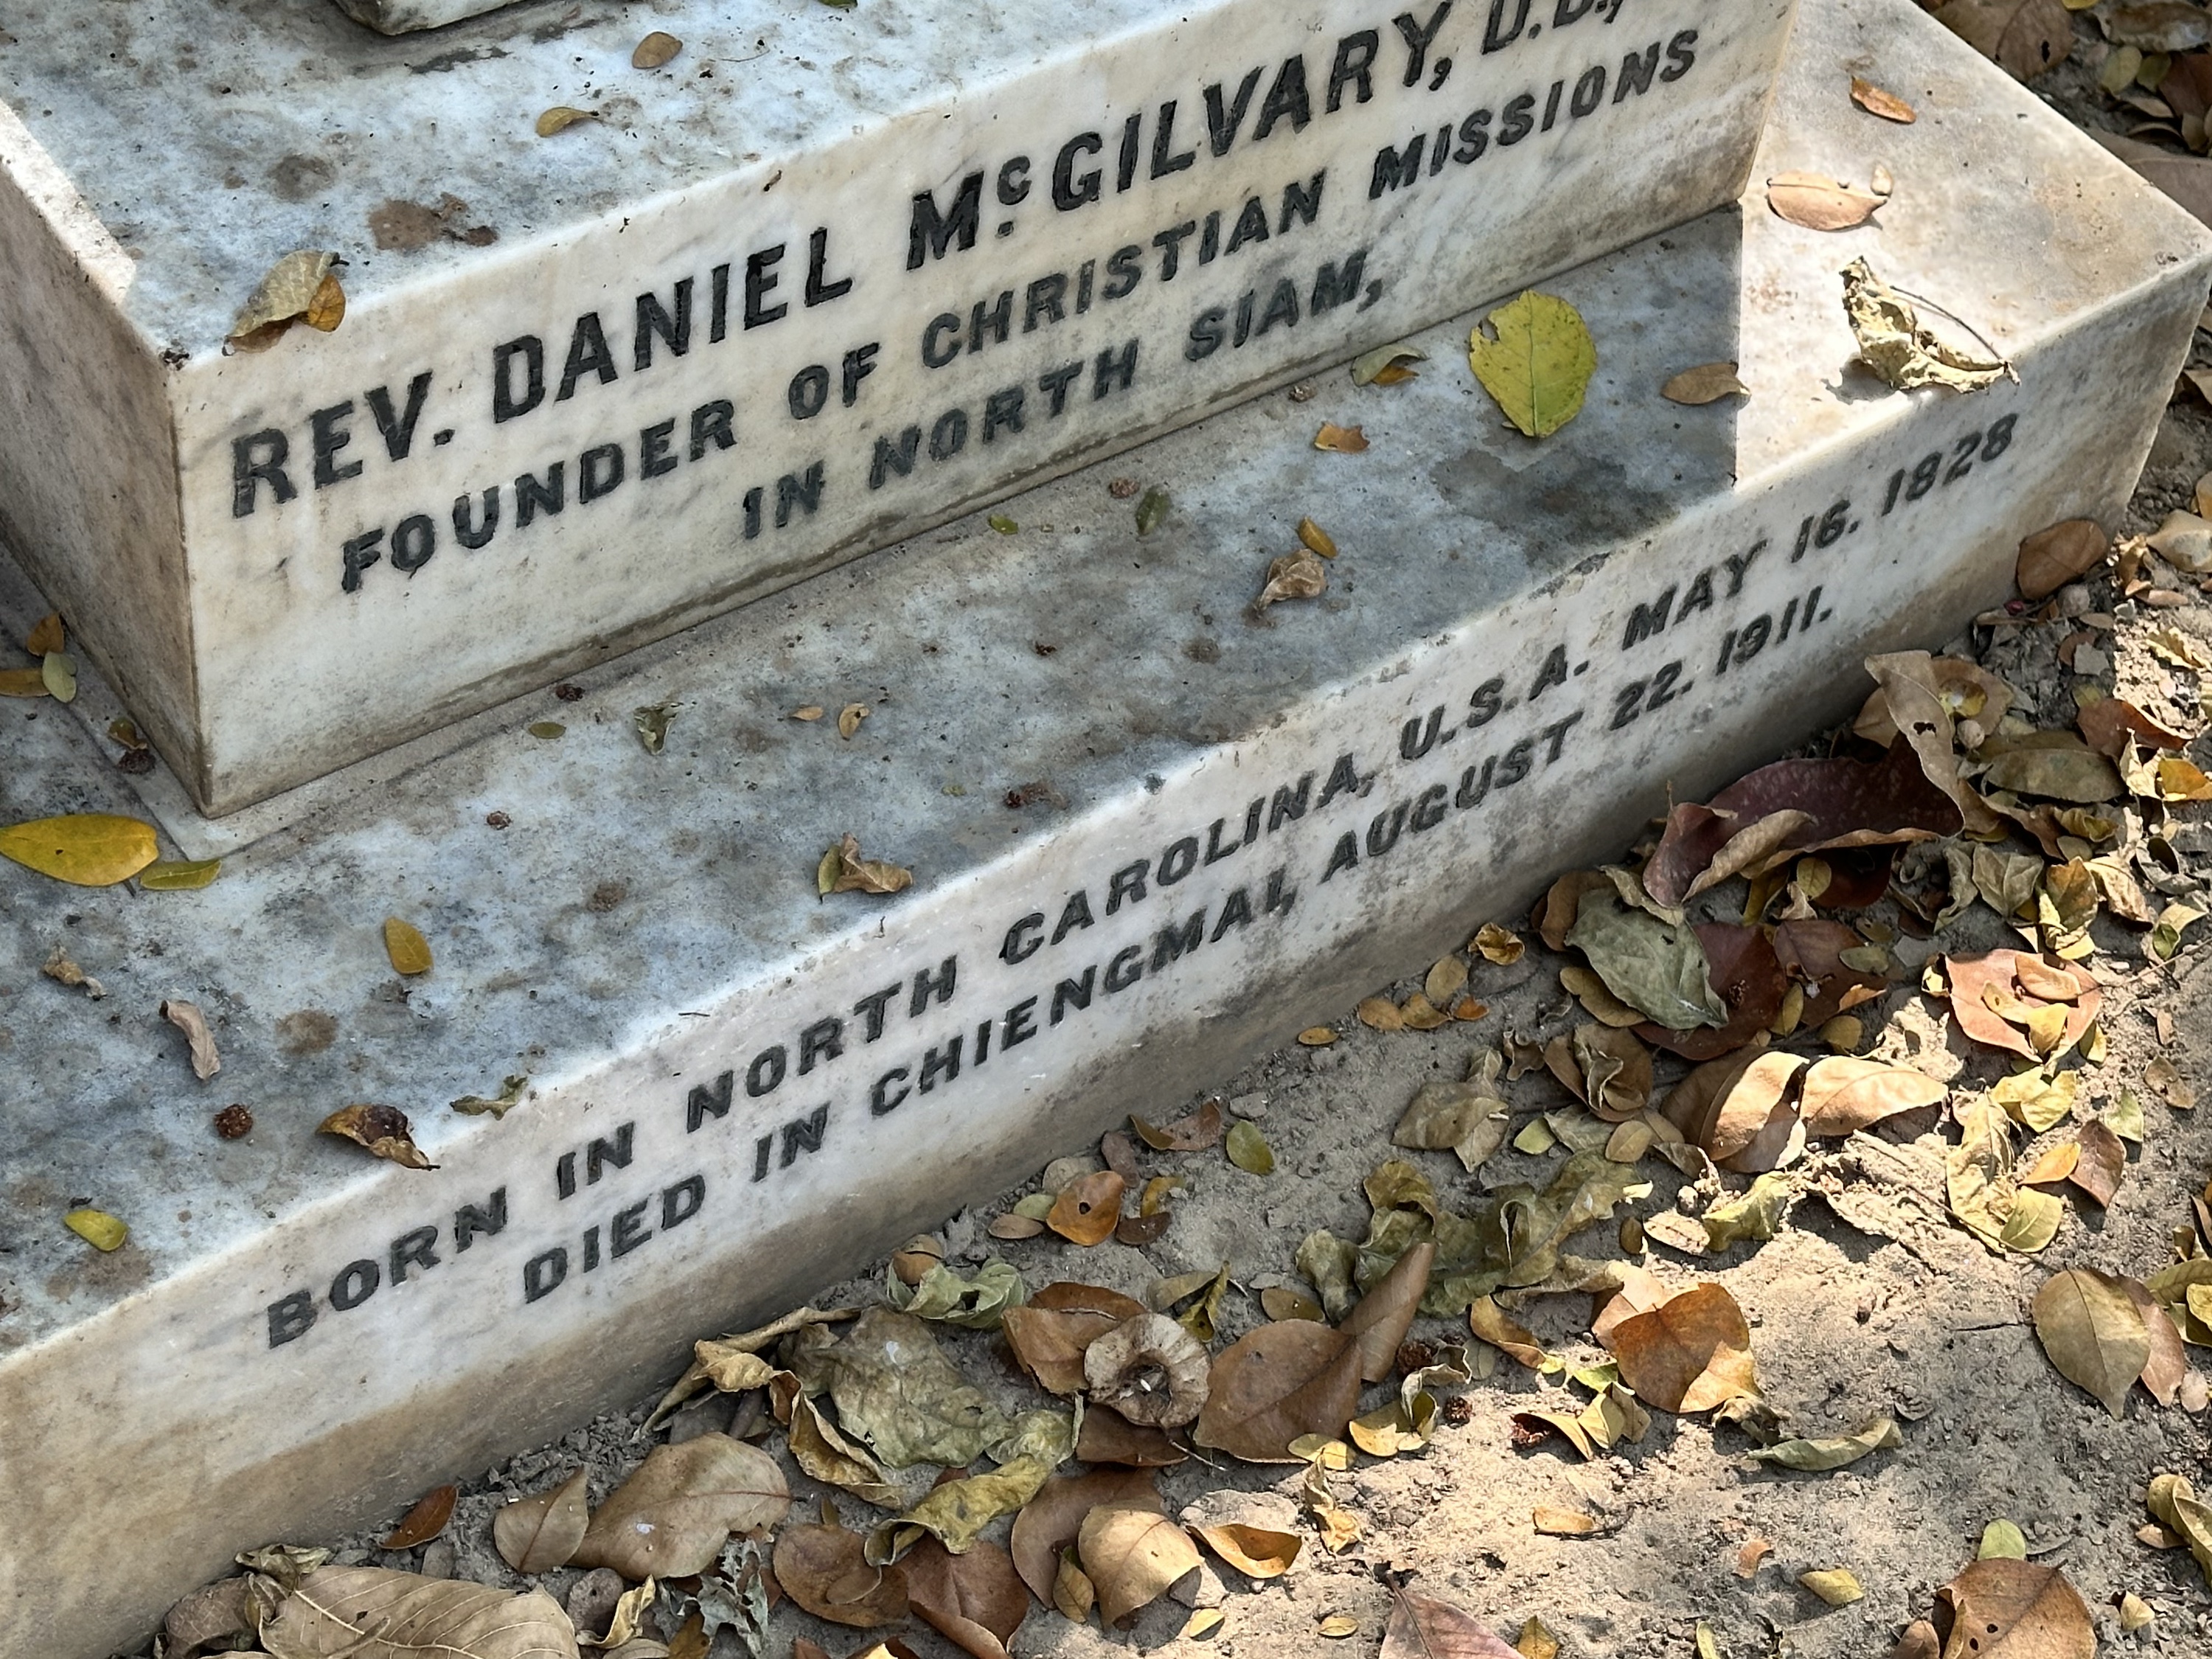 REV. DANIEL McGILVARY, D.D.,
FOUNDER OF CHRISTIAN MISSIONS
IN NORTH SIAM,
BORN IN NORTH CAROLINA, U.S.A. MAY 16. 1828
DIED IN CHIENGMAI, AUGUST 22. 1911.